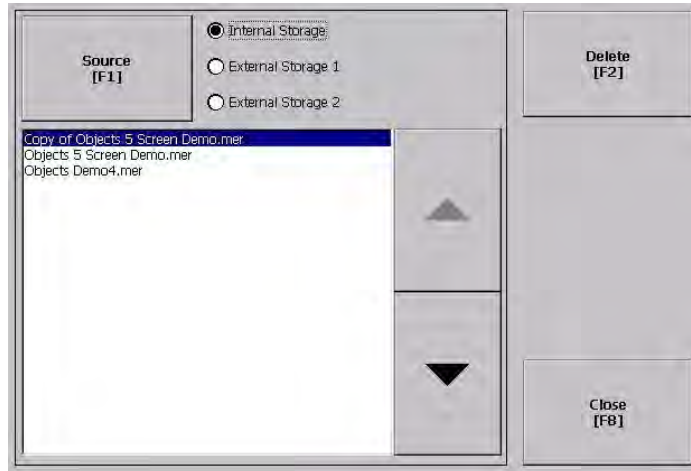 Source
[F1]
Internal Storage
External Storage 1
External Storage 2
Delete
[F2]
Copy of Objects 5 Screen Demo.mer
Objects 5 Screen Demo.mer
Objects Demo4.mer
Close
[F8]